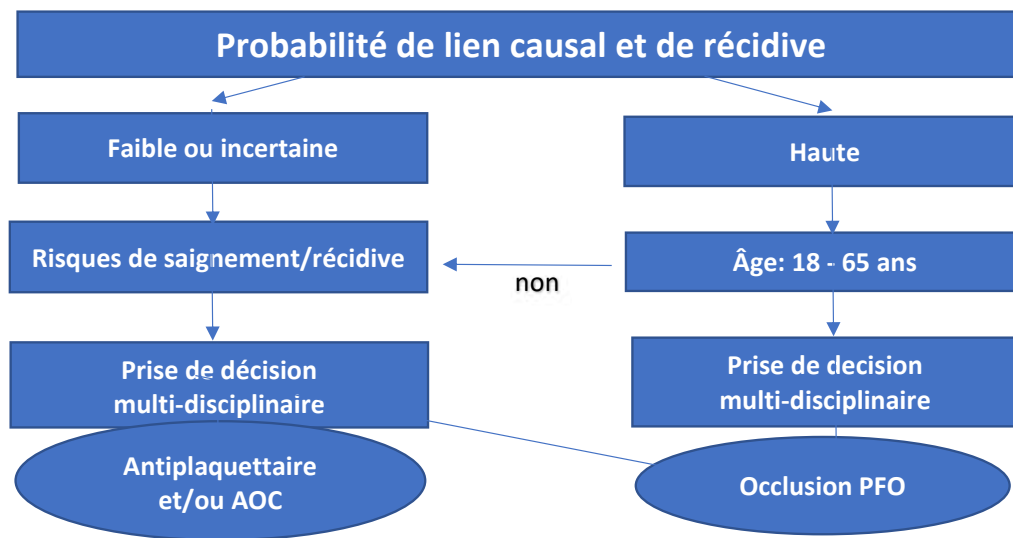 Probabilité de lien causal et de récidive
Faible ou incertaine
Haute
Risques de saignement/récidive
non
Âge: 18 - 65 ans
Prise de décision
multi-disciplinaire
Prise de decision
multi-disciplinaire
Antiplaquettaire
et/ou AOC
Occlusion PFO